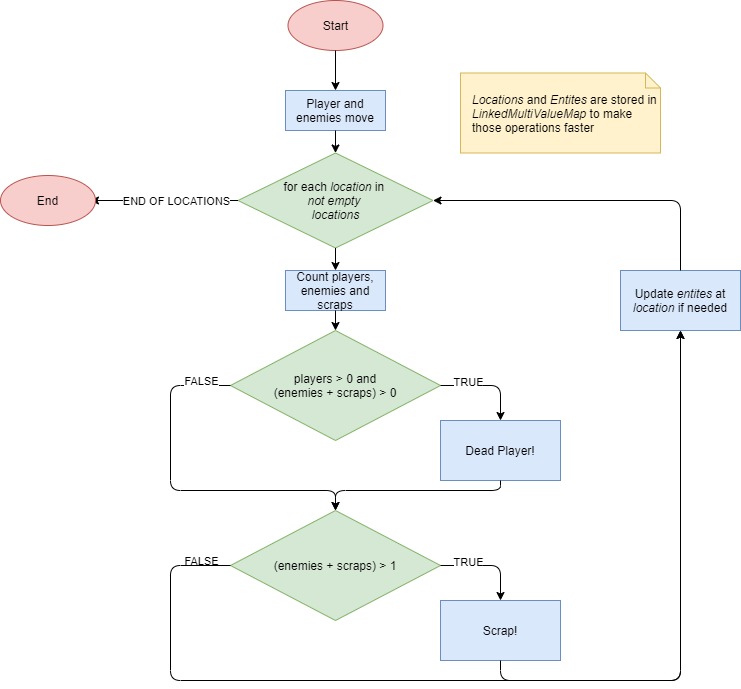 Start
Player and
enemies move
Locations and Entites are stored in
LinkedMultiValueMap to make
those operations faster
for each location in
not empty
locations
END OF LOCATIONS
End
Count players,
enemies and
scraps
Update entites at
location if needed
players > 0 and
(enemies + scraps) > 0
FALSE
TRUE
Dead Player!
(enemies + scraps) > 1
FALSE
TRUE
Scrap!